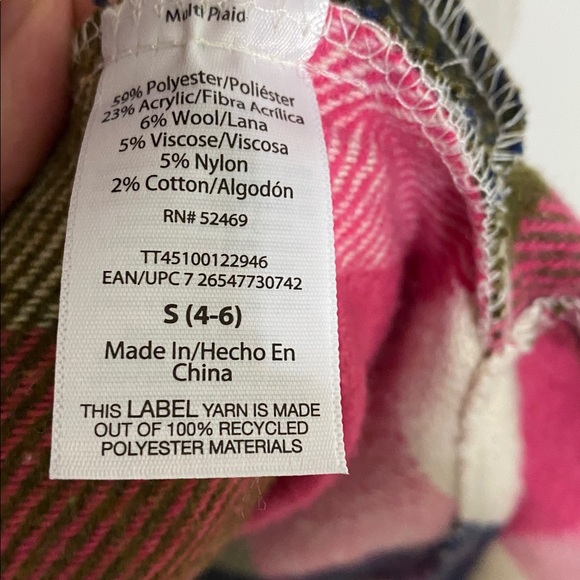 Multi Plaid
59% Polyester/Poliéster
23% Acrylic/Fibra Acrílica
6% Wool/Lana
5% Viscose/Viscosa
5% Nylon
2% Cotton/Algodón
RN# 52469
TT45100122946
EAN/UPC 7 26547730742
S (4-6)
Made In/Hecho En
China
THIS LABEL YARN IS MADE
OUT OF 100% RECYCLED
POLYESTER MATERIALS